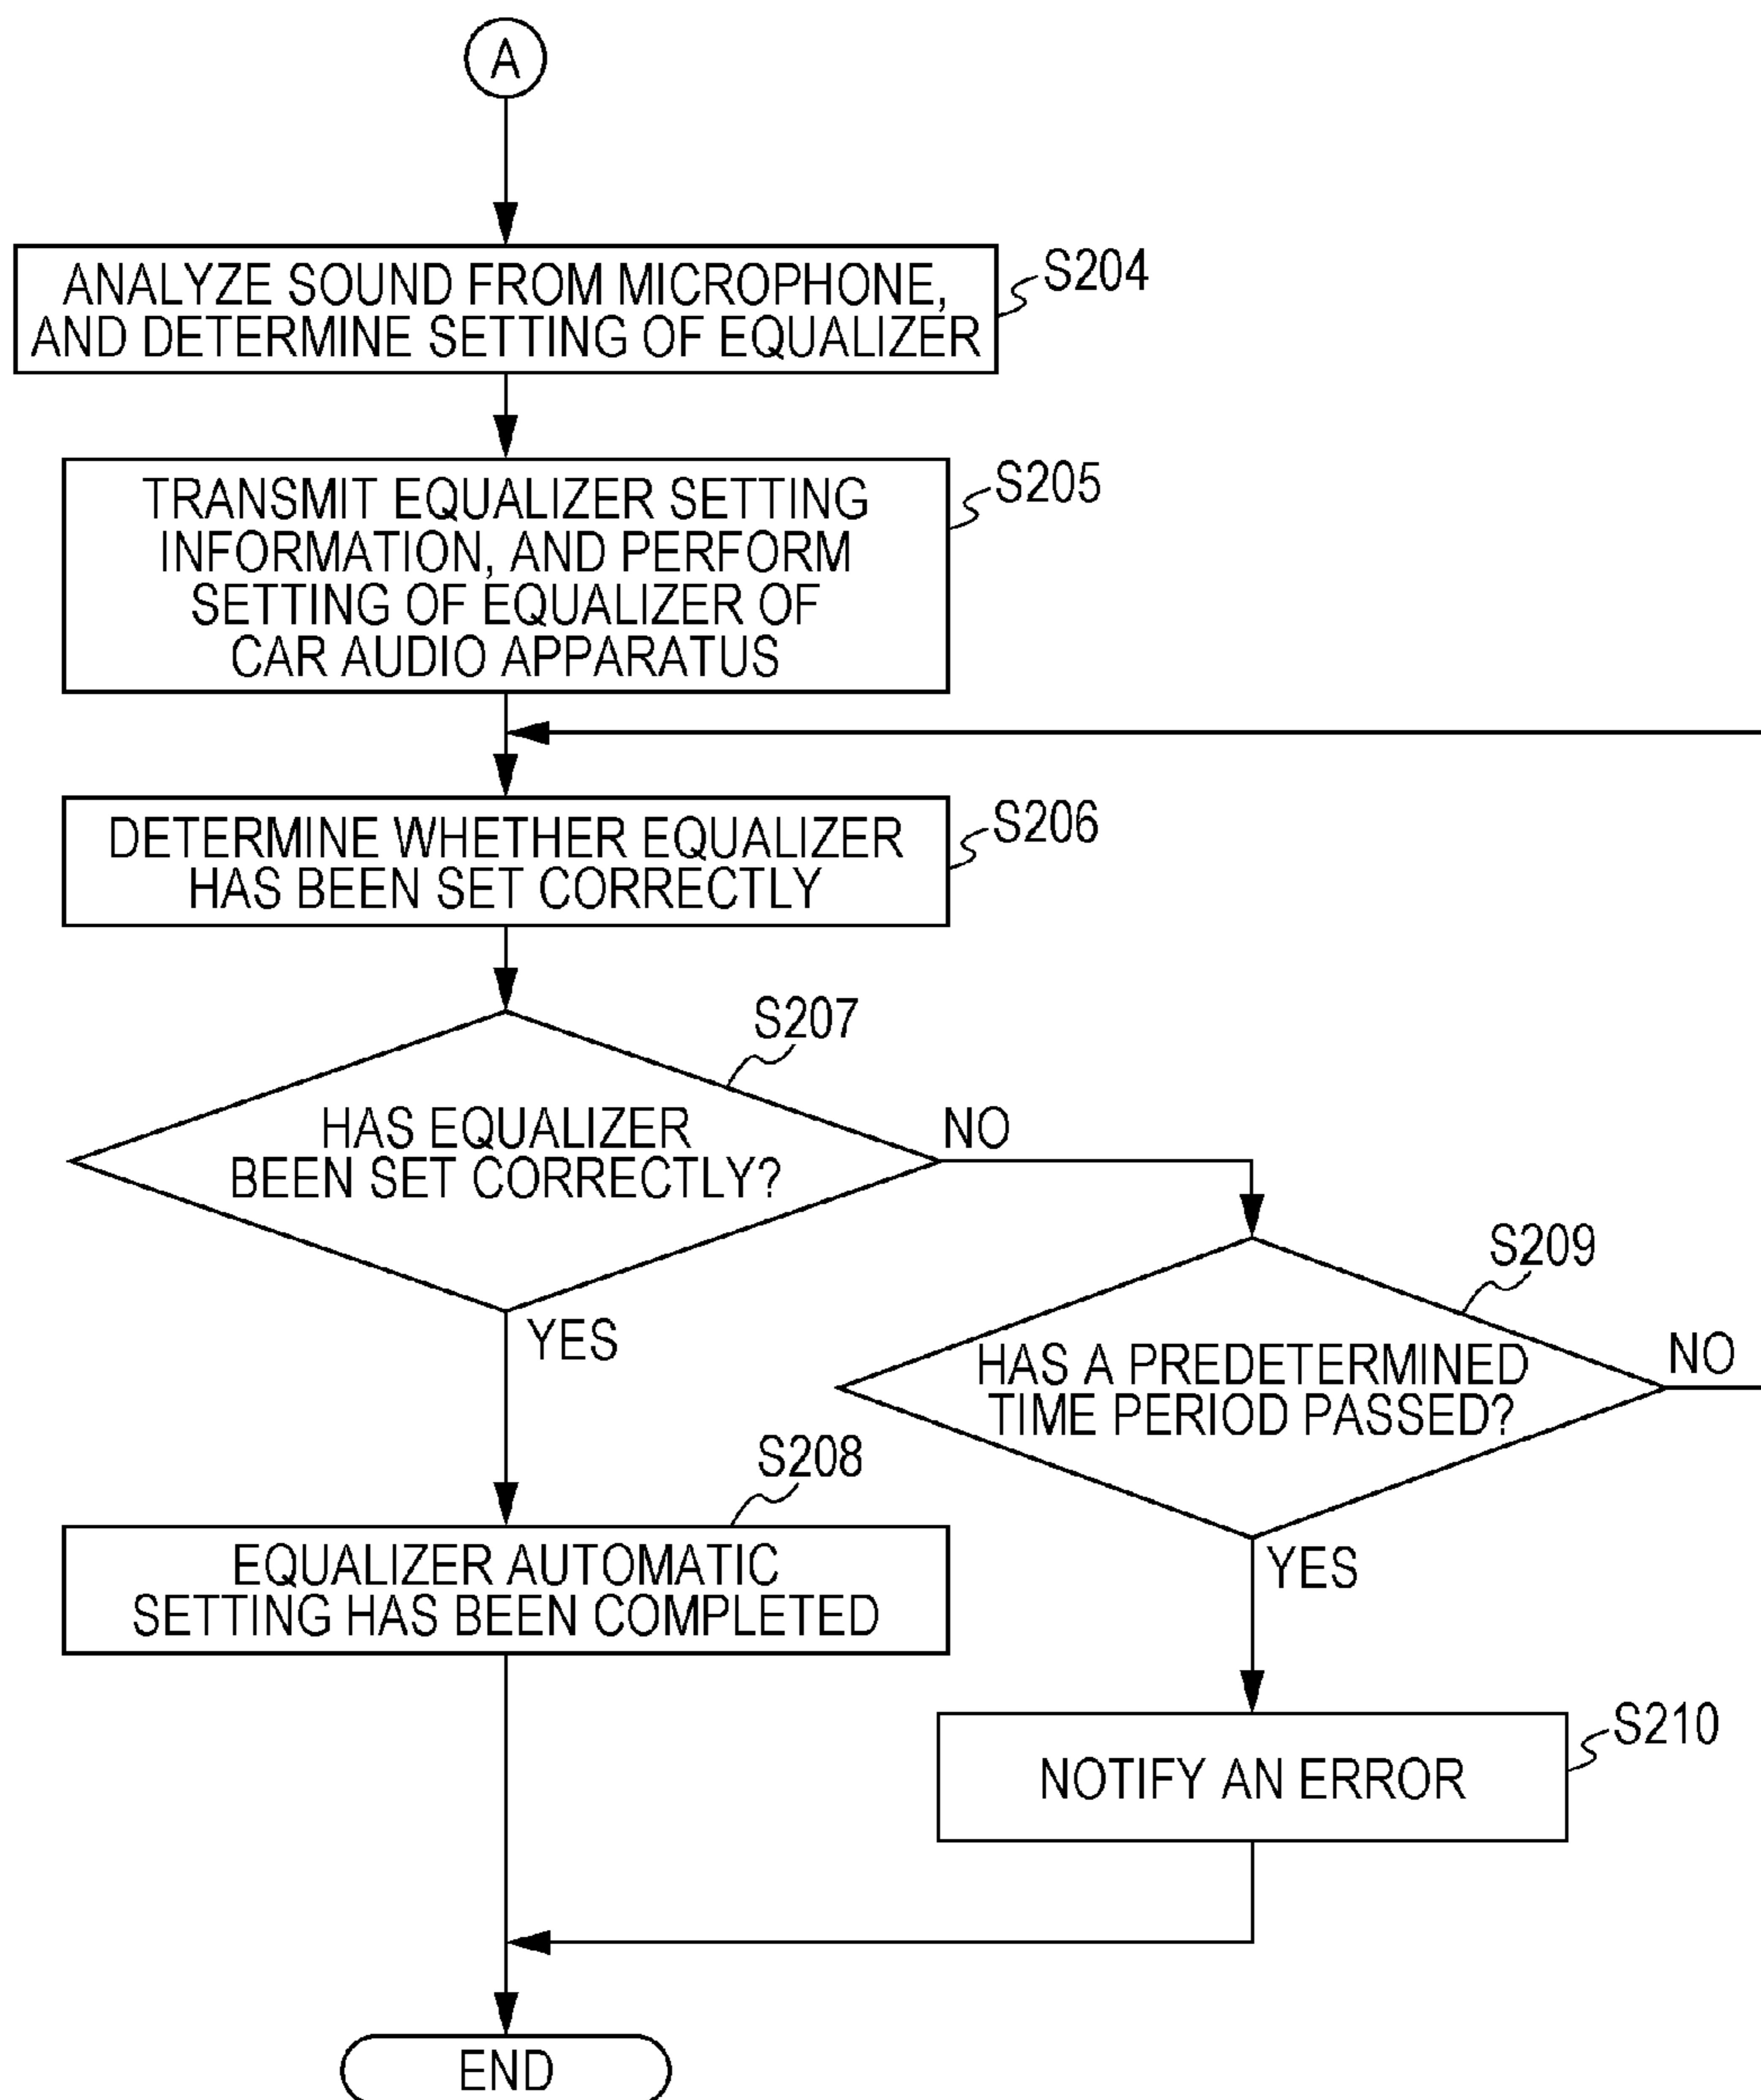 A
ANALYZE SOUND FROM MICROPHONE,
AND DETERMINE SETTING OF EQUALIZER
S204
TRANSMIT EQUALIZER SETTING
INFORMATION, AND PERFORM
SETTING OF EQUALIZER OF
CAR AUDIO APPARATUS
S205
DETERMINE WHETHER EQUALIZER
HAS BEEN SET CORRECTLY
S206
S207
HAS EQUALIZER
BEEN SET CORRECTLY?
NO
YES
S209
HAS A PREDETERMINED
TIME PERIOD PASSED?
NO
YES
S208
EQUALIZER AUTOMATIC
SETTING HAS BEEN COMPLETED
S210
NOTIFY AN ERROR
END